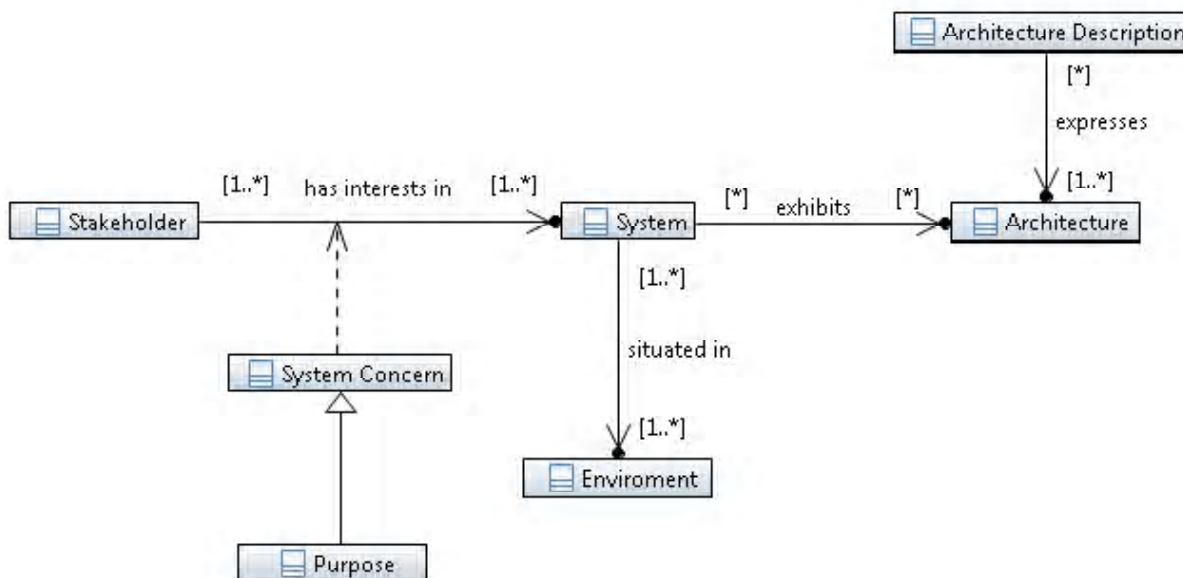 Architecture Description
[*]
expresses
[1..*]
[1..*] has interests in [1..*]
Stakeholder
System
[*] exhibits [*]
Architecture
[1..*]
situated in
[1..*]
System Concern
Enviroment
Purpose